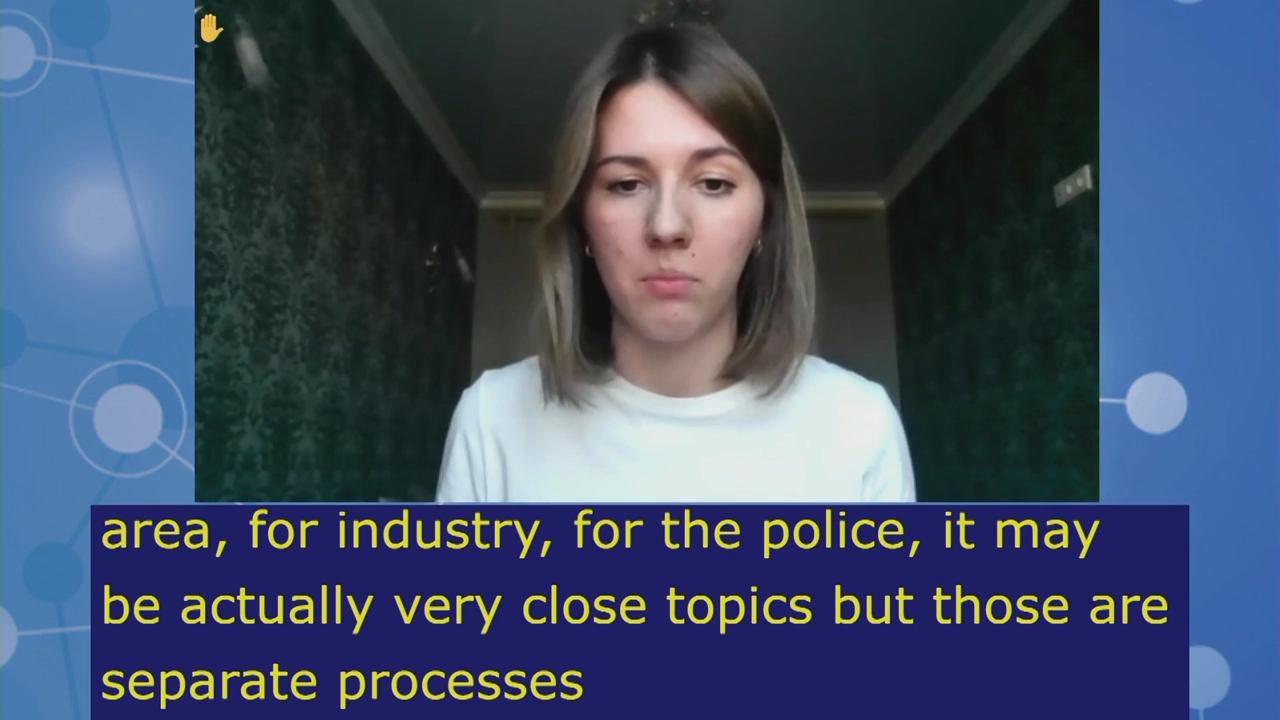 area, for industry, for the police, it may
be actually very close topics but those are
separate processes